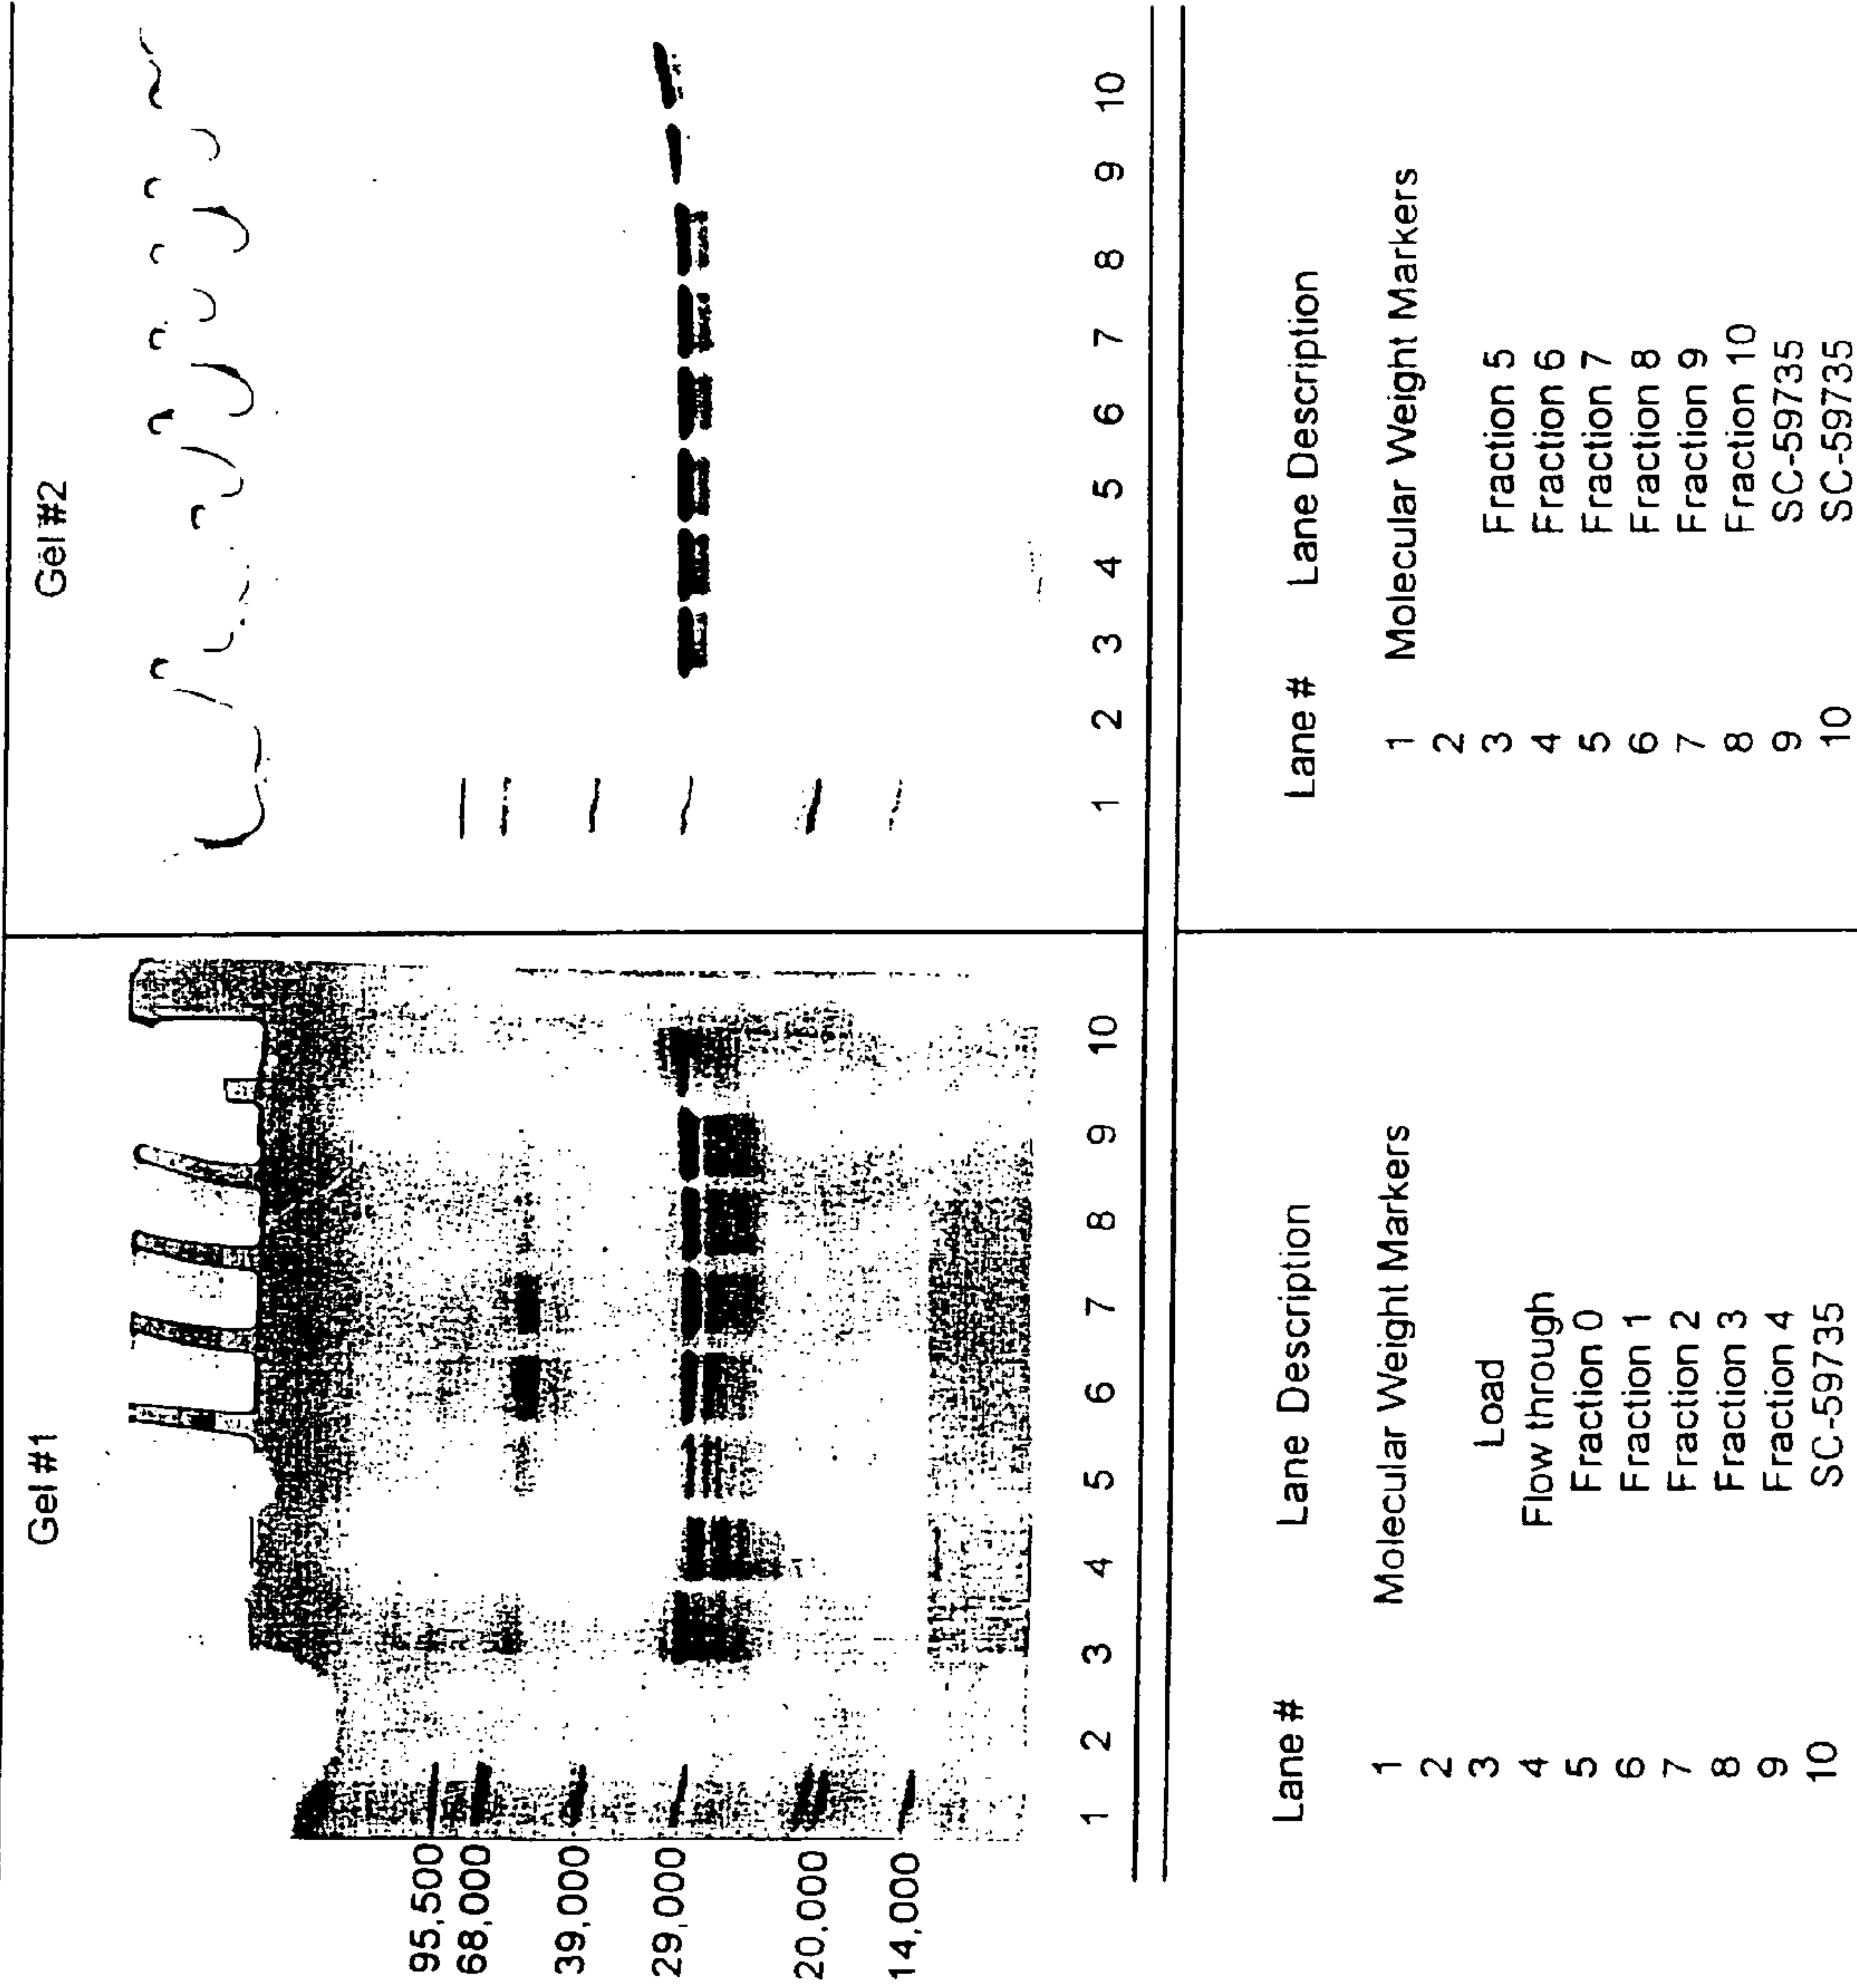 Gel #1
95,500
68,000
39,000
29,000
20,000
14,000
1 2 3 4 5 6 7 8 9 10
Lane # Lane Description
1 Molecular Weight Markers
2
3 Load
4 Flow through
5 Fraction 0
6 Fraction 1
7 Fraction 2
8 Fraction 3
9 Fraction 4
10 SC-59735
Gel #2
1 2 3 4 5 6 7 8 9 10
Lane # Lane Description
1 Molecular Weight Markers
2
3 Fraction 5
4 Fraction 6
5 Fraction 7
6 Fraction 8
7 Fraction 9
8 Fraction 10
9 SC-59735
10 SC-59735